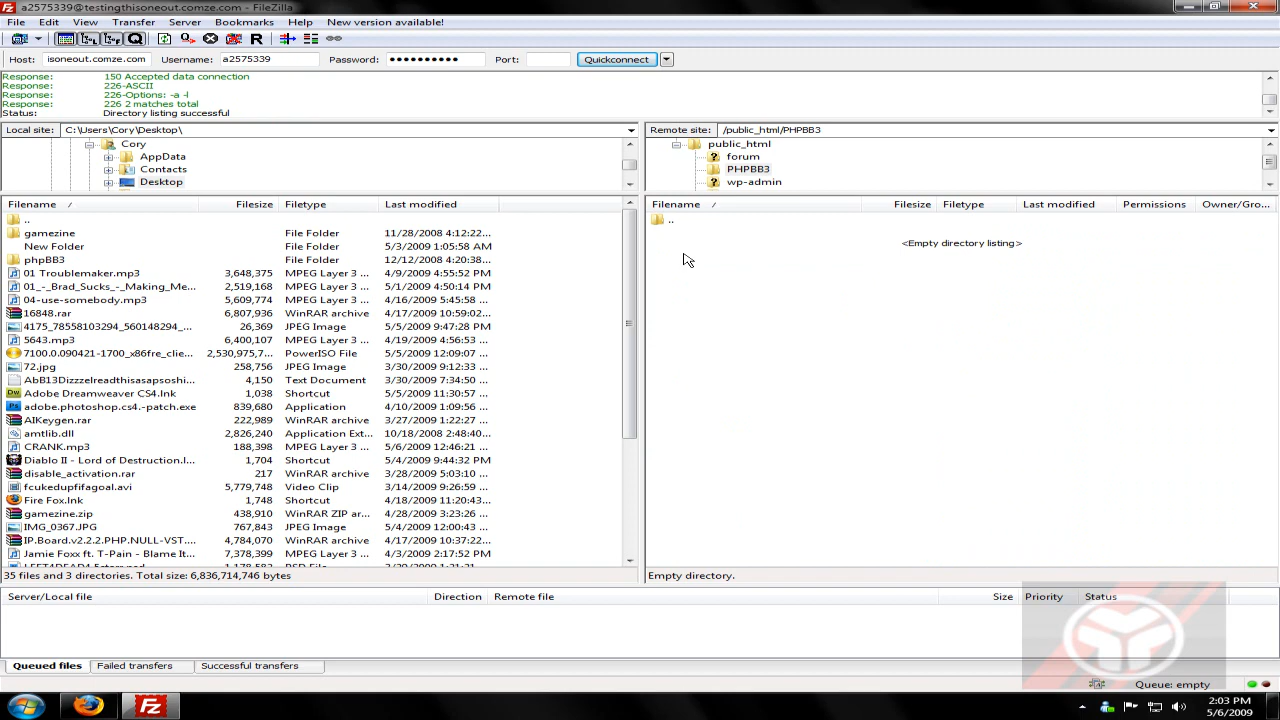 a2575339@testingthisoneout.comze.com - FileZilla
File Edit View Transfer Server Bookmarks Help New version available!
Host: isoneout.comze.com Username: a2575339 Password: •••••••••• Port: Quickconnect
Response: 150 Accepted data connection
Response: 226-ASCII
Response: 226-Options: -a -l
Response: 226 2 matches total
Status: Directory listing successful
Local site: C:\Users\Cory\Desktop\
Cory
AppData
Contacts
Desktop
Remote site: /public_html/PHPBB3
public_html
forum
PHPBB3
wp-admin
Filename Filesize Filetype Last modified
..
gamezine File Folder 11/28/2008 4:12:22...
New Folder File Folder 5/3/2009 1:05:58 AM
phpBB3 File Folder 12/12/2008 4:20:38...
01 Troublemaker.mp3 3,648,375 MPEG Layer 3 ... 4/9/2009 4:55:52 PM
01_-_Brad_Sucks_-_Making_Me... 2,519,168 MPEG Layer 3 ... 5/1/2009 4:50:14 PM
04-use-somebody.mp3 5,609,774 MPEG Layer 3 ... 4/16/2009 5:45:58 ...
16848.rar 6,807,936 WinRAR archive 4/17/2009 10:59:02...
4175_78558103294_560148294_... 26,369 JPEG Image 5/5/2009 9:47:28 PM
5643.mp3 6,400,107 MPEG Layer 3 ... 4/19/2009 4:56:53 ...
7100.0.090421-1700_x86fre_clie... 2,530,975,7... PowerISO File 5/5/2009 12:09:07 ...
72.jpg 258,756 JPEG Image 3/30/2009 9:12:33 ...
AbB13Dizzzelreadthisasapsoshi... 4,150 Text Document 3/30/2009 7:34:50 ...
Adobe Dreamweaver CS4.lnk 1,038 Shortcut 5/5/2009 11:30:57 ...
adobe.photoshop.cs4.-patch.exe 839,680 Application 4/10/2009 1:09:56 ...
AIKeygen.rar 222,989 WinRAR archive 3/27/2009 1:22:27 ...
amtlib.dll 2,826,240 Application Ext... 10/18/2008 2:48:40...
CRANK.mp3 188,398 MPEG Layer 3 ... 5/6/2009 12:46:21 ...
Diablo II - Lord of Destruction.l... 1,704 Shortcut 5/4/2009 9:44:32 PM
disable_activation.rar 217 WinRAR archive 3/28/2009 5:03:10 ...
fcukedupfifagoal.avi 5,779,748 Video Clip 3/14/2009 9:26:59 ...
Fire Fox.lnk 1,748 Shortcut 4/18/2009 11:20:43...
gamezine.zip 438,910 WinRAR ZIP ar... 4/28/2009 3:23:26 ...
IMG_0367.JPG 767,843 JPEG Image 5/4/2009 12:00:43 ...
IP.Board.v2.2.2.PHP.NULL-VST.... 4,784,070 WinRAR archive 4/17/2009 10:37:22...
Jamie Foxx ft. T-Pain - Blame It... 7,378,399 MPEG Layer 3 ... 4/3/2009 2:17:52 PM
35 files and 3 directories. Total size: 6,836,714,746 bytes
Filename Filesize Filetype Last modified Permissions Owner/Gro...
..
<Empty directory listing>
Empty directory.
Server/Local file Direction Remote file Size Priority Status
Queued files Failed transfers Successful transfers
Queue: empty
2:03 PM
5/6/2009